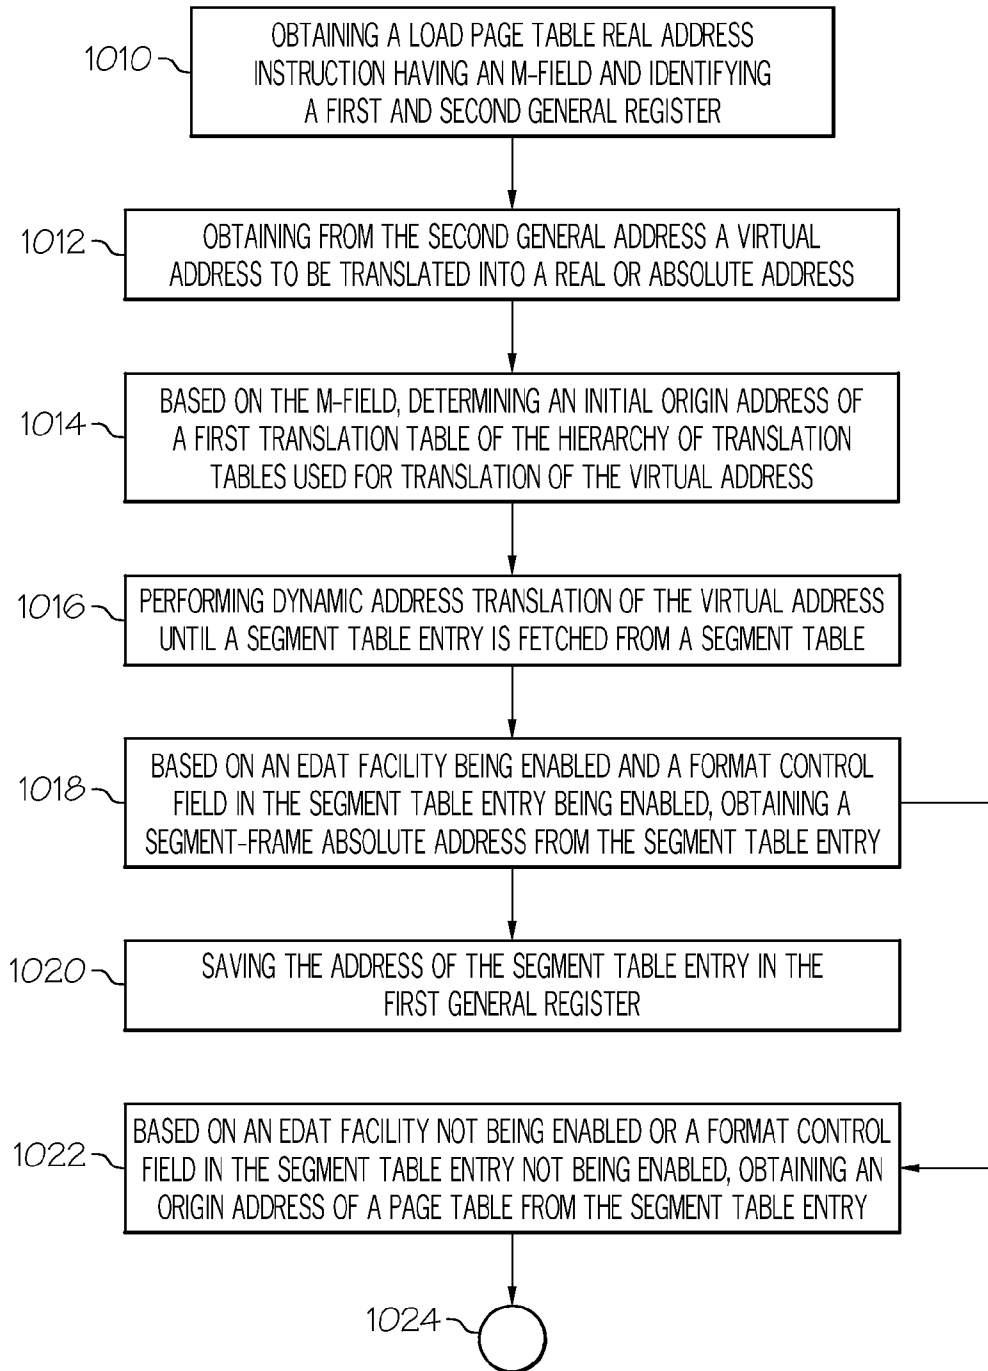 1010
OBTAINING A LOAD PAGE TABLE REAL ADDRESS
INSTRUCTION HAVING AN M-FIELD AND IDENTIFYING
A FIRST AND SECOND GENERAL REGISTER
1012
OBTAINING FROM THE SECOND GENERAL ADDRESS A VIRTUAL
ADDRESS TO BE TRANSLATED INTO A REAL OR ABSOLUTE ADDRESS
1014
BASED ON THE M-FIELD, DETERMINING AN INITIAL ORIGIN ADDRESS OF
A FIRST TRANSLATION TABLE OF THE HIERARCHY OF TRANSLATION
TABLES USED FOR TRANSLATION OF THE VIRTUAL ADDRESS
1016
PERFORMING DYNAMIC ADDRESS TRANSLATION OF THE VIRTUAL ADDRESS
UNTIL A SEGMENT TABLE ENTRY IS FETCHED FROM A SEGMENT TABLE
1018
BASED ON AN EDAT FACILITY BEING ENABLED AND A FORMAT CONTROL
FIELD IN THE SEGMENT TABLE ENTRY BEING ENABLED, OBTAINING A
SEGMENT-FRAME ABSOLUTE ADDRESS FROM THE SEGMENT TABLE ENTRY
1020
SAVING THE ADDRESS OF THE SEGMENT TABLE ENTRY IN THE
FIRST GENERAL REGISTER
1022
BASED ON AN EDAT FACILITY NOT BEING ENABLED OR A FORMAT CONTROL
FIELD IN THE SEGMENT TABLE ENTRY NOT BEING ENABLED, OBTAINING AN
ORIGIN ADDRESS OF A PAGE TABLE FROM THE SEGMENT TABLE ENTRY
1024